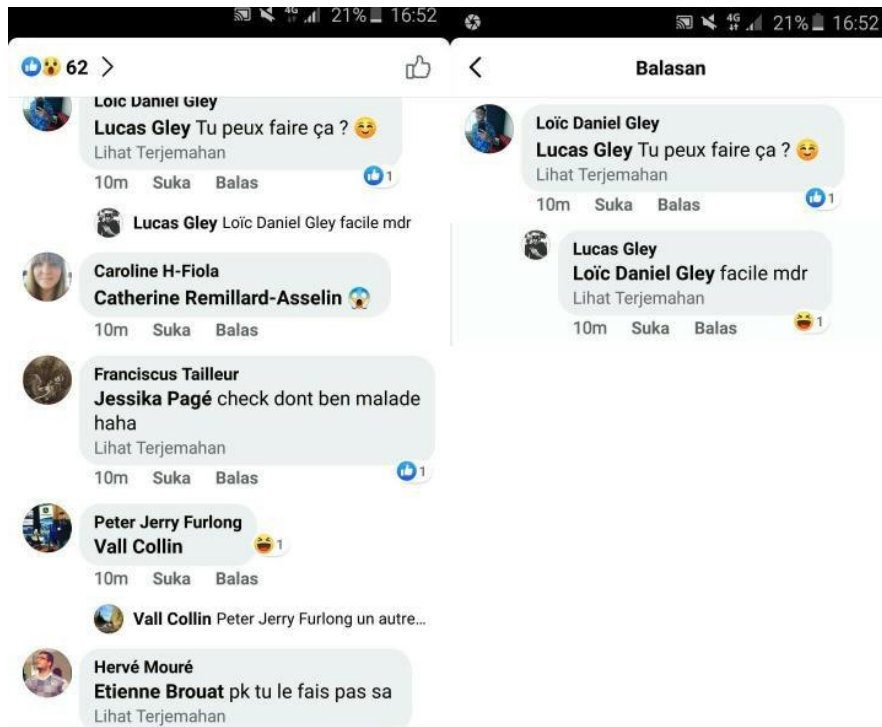 4G 21% 16:52
62 >
Loïc Daniel Gley
Lucas Gley Tu peux faire ça ? ☺️
Lihat Terjemahan
10m Suka Balas 1
Lucas Gley Loïc Daniel Gley facile mdr
Caroline H-Fiola
Catherine Remillard-Asselin 😱
10m Suka Balas
Franciscus Tailleur
Jessika Pagé check dont ben malade
haha
Lihat Terjemahan
10m Suka Balas 1
Peter Jerry Furlong
Vall Collin 1
10m Suka Balas
Vall Collin Peter Jerry Furlong un autre...
Hervé Mouré
Etienne Brouat pk tu le fais pas sa
Lihat Terjemahan
4G 21% 16:52
Balasan
Loïc Daniel Gley
Lucas Gley Tu peux faire ça ? ☺️
Lihat Terjemahan
10m Suka Balas 1
Lucas Gley
Loïc Daniel Gley facile mdr
Lihat Terjemahan
10m Suka Balas 1